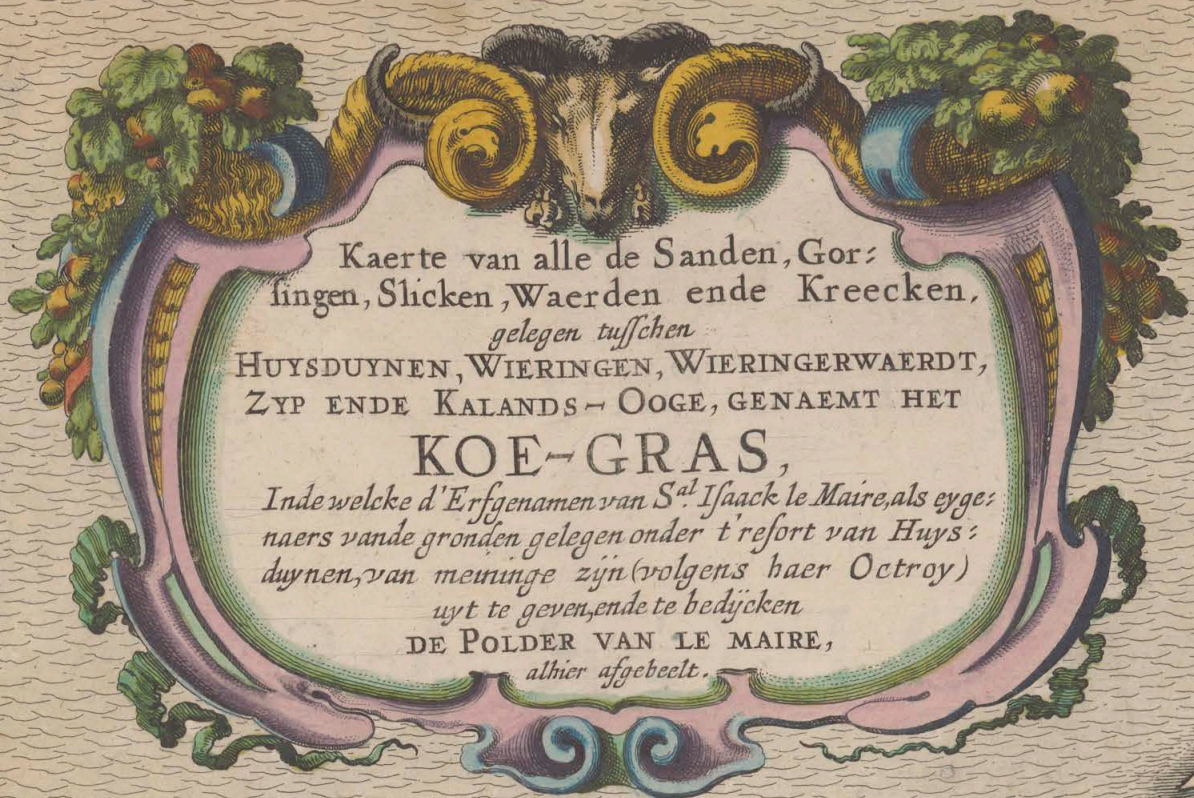 Kaerte van alle de Sanden, Gor:
singen, Slicken, Waerden ende Kreecken,
gelegen tusschen
HUYSDUYNEN, WIERINGEN, WIERINGERWAERDT,
ZYP ENDE KALANDS-OOGE, GENAEMT HET
KOE-GRAS,
Inde welcke d'Erfgenamen van Sal. Isaack le Maire, als eyge:
naers vande gronden gelegen onder t'resort van Huys:
duynen, van meininge zijn (volgens haer Octroy)
uyt te geven, ende te bedijcken
DE POLDER VAN LE MAIRE,
alhier afgebeelt.